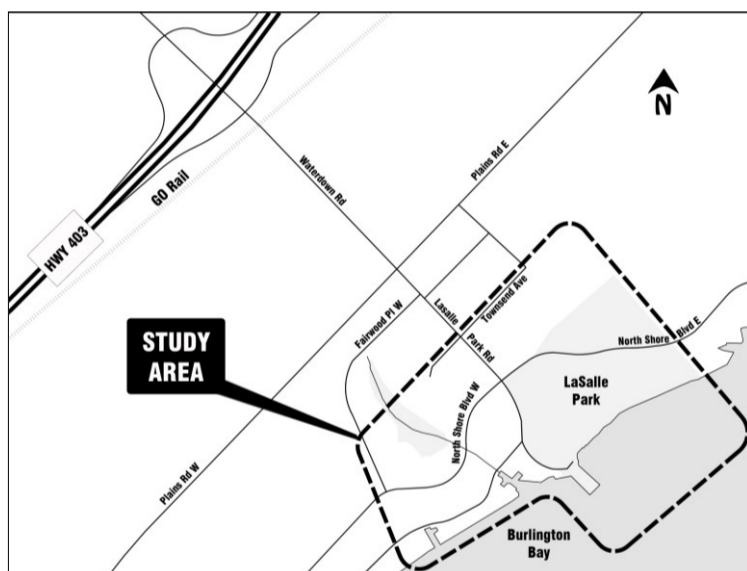 N
Plains Rd E
Waterdown Rd
GO Rail
HWY 403
Townsend Ave
Lasalle
Park Rd
Fairwood Pl W
STUDY
AREA
North Shore
Blvd E
LaSalle
Park
North Shore Blvd W
Plains Rd W
Burlington
Bay